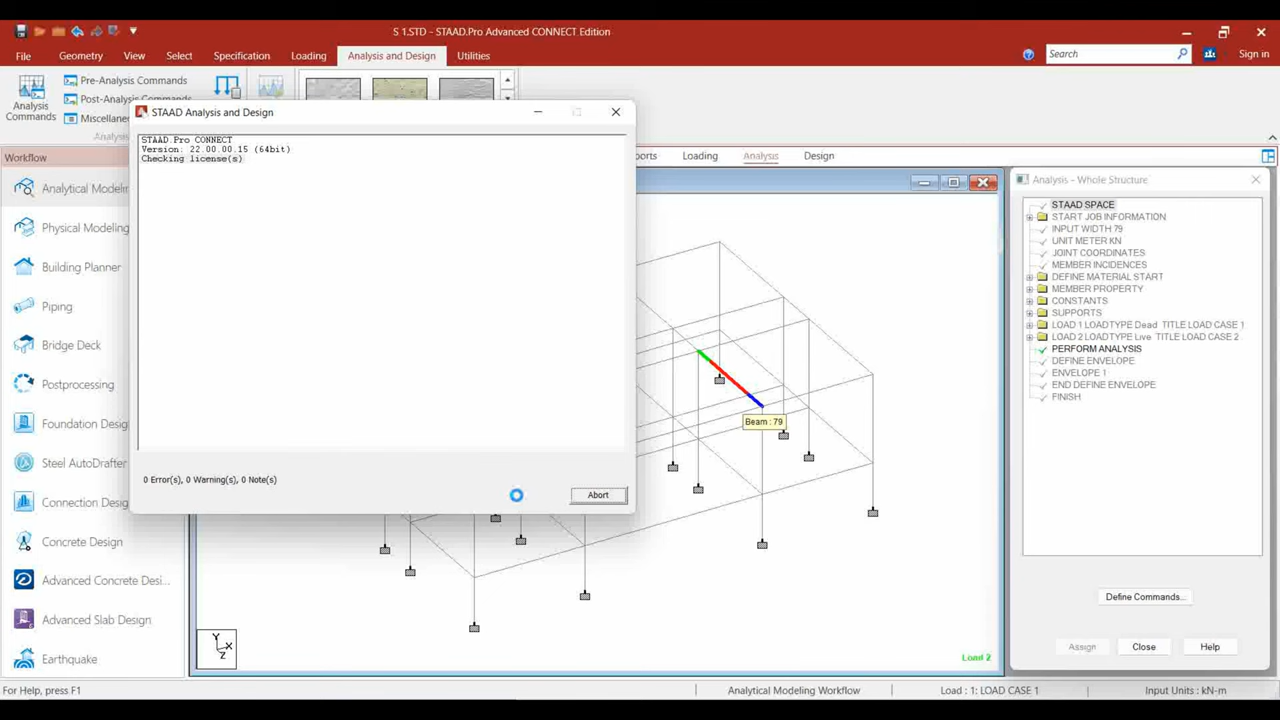 S 1.STD - STAAD.Pro Advanced CONNECT Edition
File
Geometry
View
Select
Specification
Loading
Analysis and Design
Utilities
Search
Sign in
Analysis
Commands
Pre-Analysis Commands
Post-Analysis Commands
Miscellane
Analysis
STAAD Analysis and Design
STAAD.Pro CONNECT
Version: 22.00.00.15 (64bit)
Checking license(s)
0 Error(s), 0 Warning(s), 0 Note(s)
Abort
Workflow
Analytical Modelin
Physical Modeling
Building Planner
Piping
Bridge Deck
Postprocessing
Foundation Design
Steel AutoDrafter
Connection Desig
Concrete Design
Advanced Concrete Desi...
Advanced Slab Design
Earthquake
ports
Loading
Analysis
Design
Beam : 79
Y
X
Z
Load 2
Analysis - Whole Structure
STAAD SPACE
START JOB INFORMATION
INPUT WIDTH 79
UNIT METER KN
JOINT COORDINATES
MEMBER INCIDENCES
DEFINE MATERIAL START
MEMBER PROPERTY
CONSTANTS
SUPPORTS
LOAD 1 LOADTYPE Dead TITLE LOAD CASE 1
LOAD 2 LOADTYPE Live TITLE LOAD CASE 2
PERFORM ANALYSIS
DEFINE ENVELOPE
ENVELOPE 1
END DEFINE ENVELOPE
FINISH
Define Commands...
Assign
Close
Help
For Help, press F1
Analytical Modeling Workflow
Load : 1: LOAD CASE 1
Input Units : kN-m